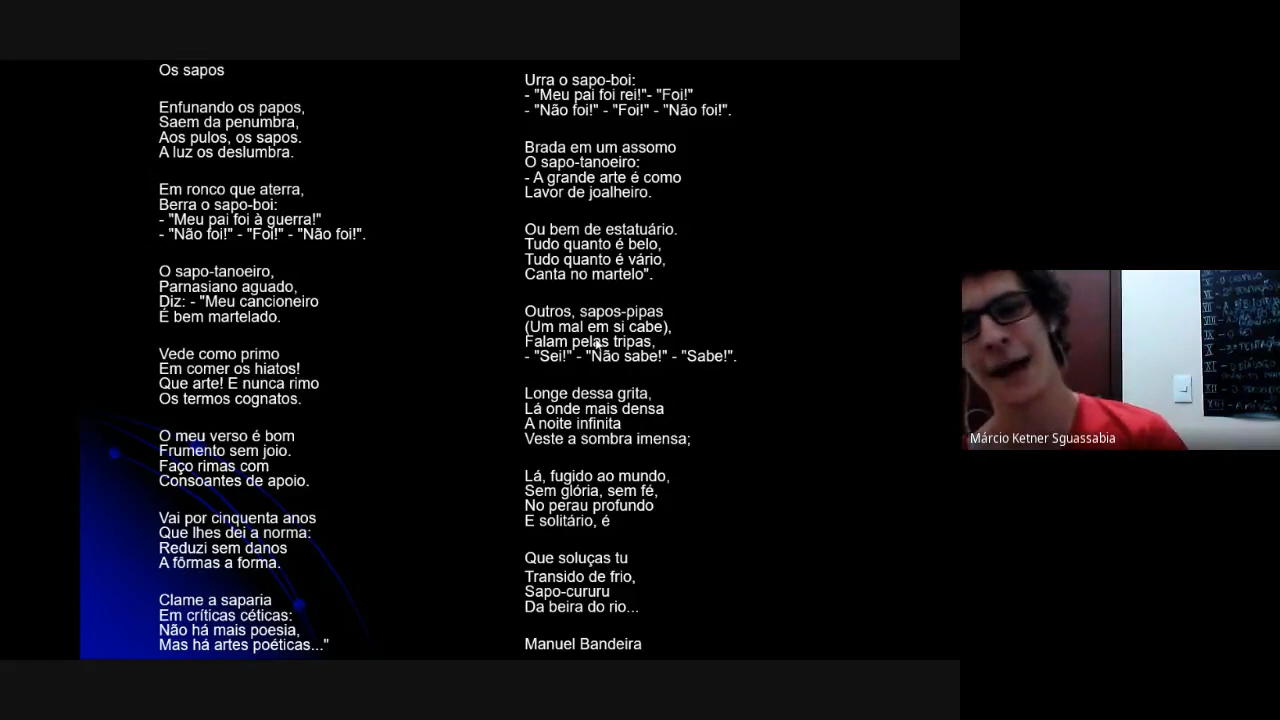 Os sapos
Enfunando os papos,
Saem da penumbra,
Aos pulos, os sapos.
A luz os deslumbra.
Em ronco que aterra,
Berra o sapo-boi:
- "Meu pai foi à guerra!"
- "Não foi!" - "Foi!" - "Não foi!".
O sapo-tanoeiro,
Parnasiano aguado,
Diz: - "Meu cancioneiro
É bem martelado.
Vede como primo
Em comer os hiatos!
Que arte! E nunca rimo
Os termos cognatos.
O meu verso é bom
Frumento sem joio.
Faço rimas com
Consoantes de apoio.
Vai por cinquenta anos
Que lhes dei a norma:
Reduzi sem danos
A fôrmas a forma.
Clame a saparia
Em críticas céticas:
Não há mais poesia,
Mas há artes poéticas..."
Urra o sapo-boi:
- "Meu pai foi rei!"- "Foi!"
- "Não foi!" - "Foi!" - "Não foi!".
Brada em um assomo
O sapo-tanoeiro:
- A grande arte é como
Lavor de joalheiro.
Ou bem de estatuário.
Tudo quanto é belo,
Tudo quanto é vário,
Canta no martelo".
Outros, sapos-pipas
(Um mal em si cabe),
Falam pelas tripas,
- "Sei!" - "Não sabe!" - "Sabe!".
Longe dessa grita,
Lá onde mais densa
A noite infinita
Veste a sombra imensa;
Lá, fugido ao mundo,
Sem glória, sem fé,
No perau profundo
E solitário, é
Que soluças tu
Transido de frio,
Sapo-cururu
Da beira do rio...
Manuel Bandeira
Márcio Ketner Sguassabia